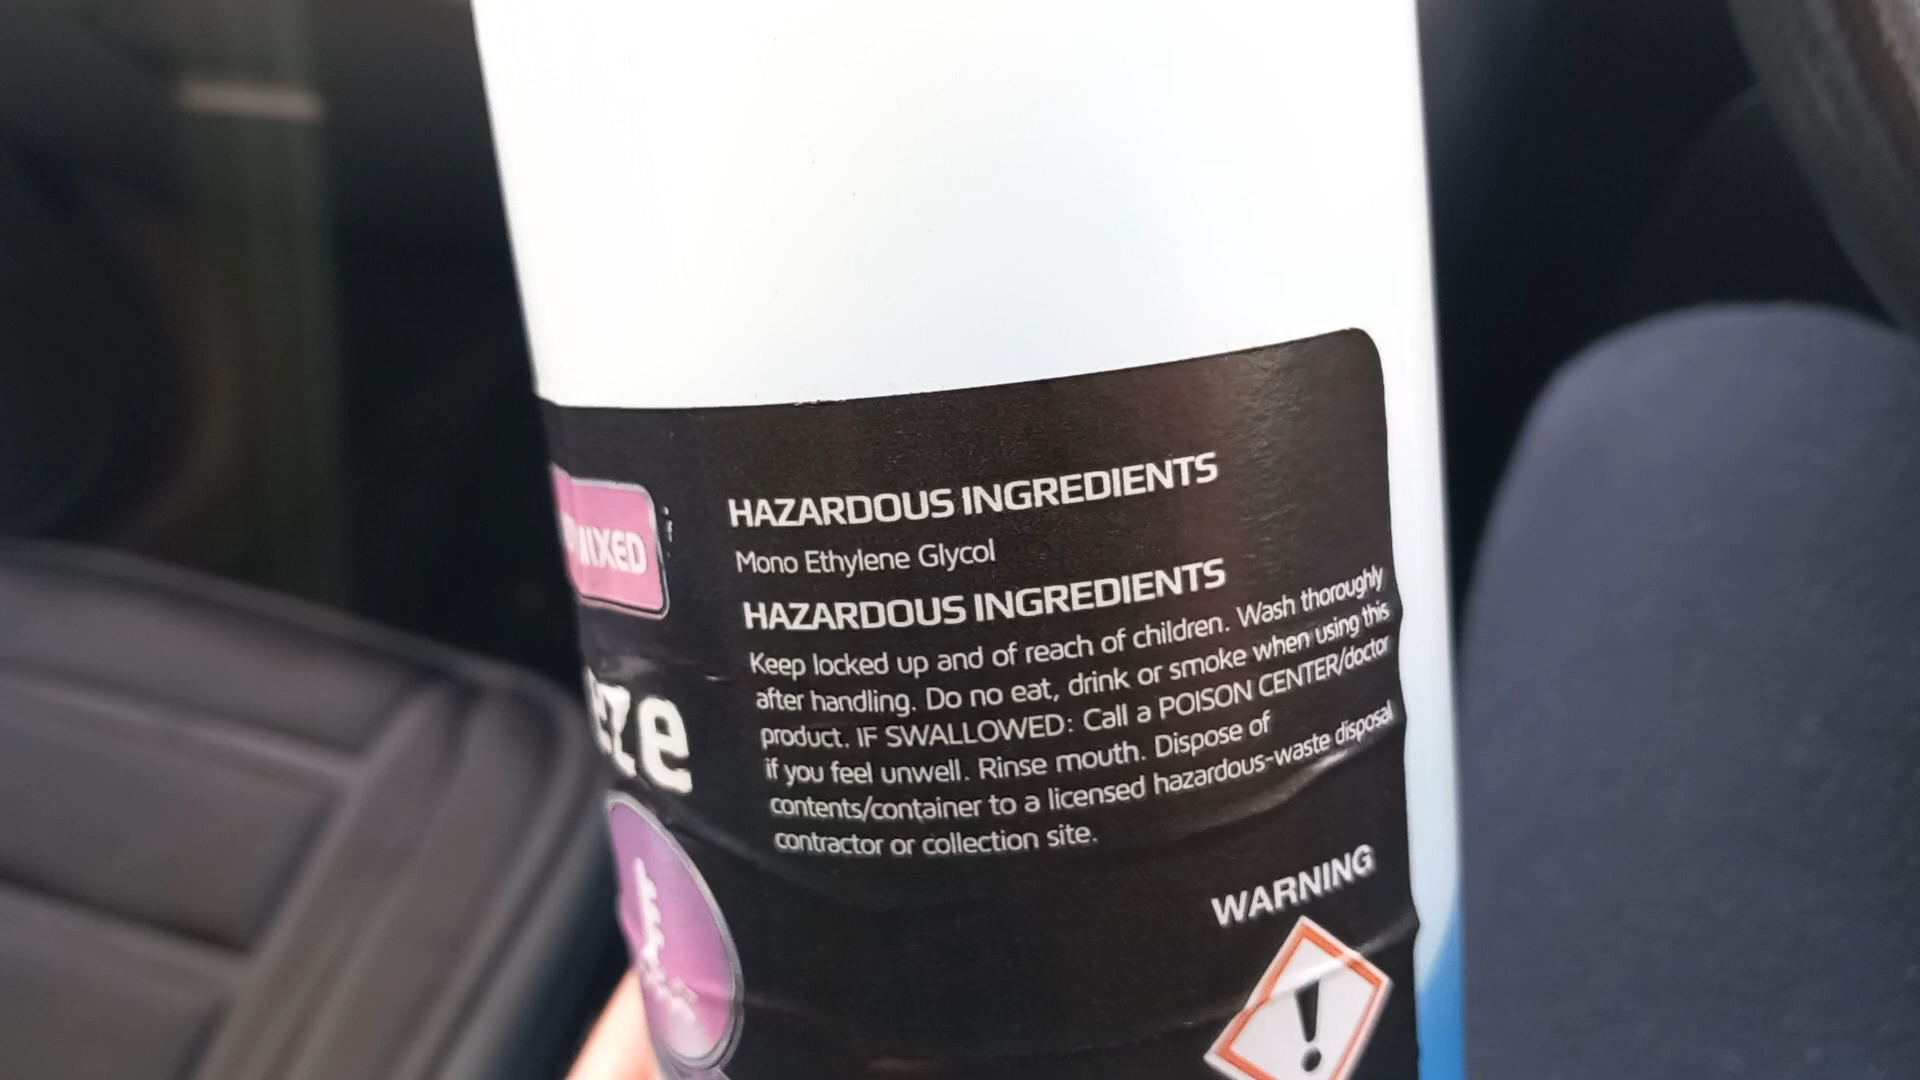 HAZARDOUS INGREDIENTS
Mono Ethylene Glycol
HAZARDOUS INGREDIENTS
Keep locked up and of reach of children. Wash thoroughly
after handling. Do no eat, drink or smoke when using this
product. IF SWALLOWED: Call a POISON CENTER/doctor
if you feel unwell. Rinse mouth. Dispose of
contents/container to a licensed hazardous-waste disposal
contractor or collection site.
WARNING